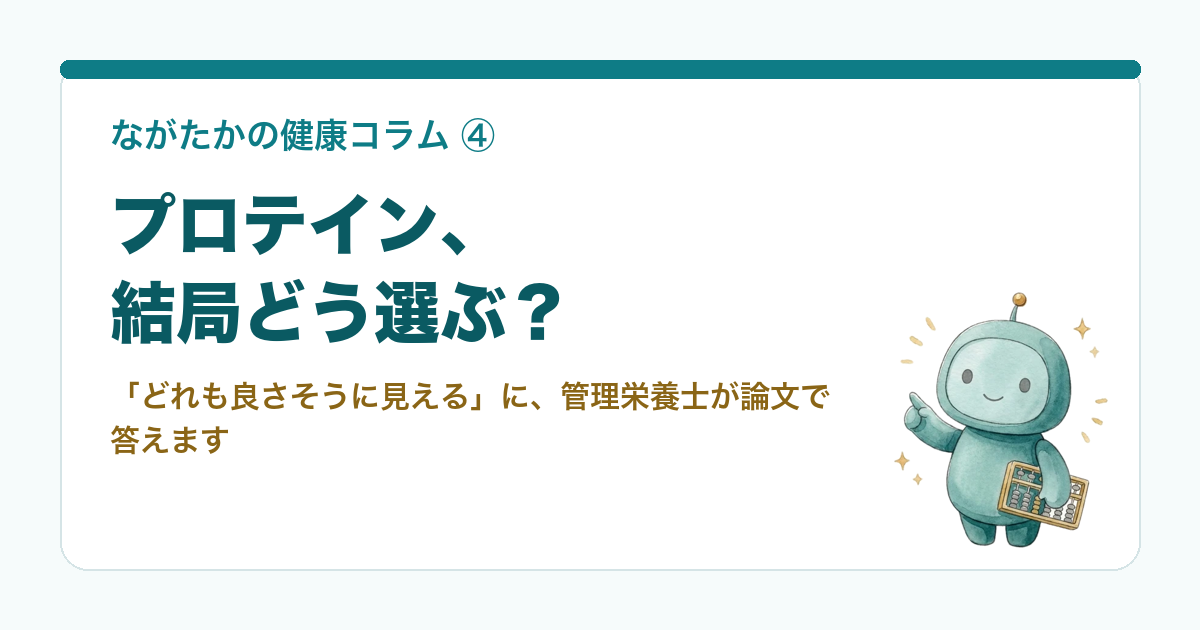 ながたかの健康コラム ④
プロテイン、
結局どう選ぶ？
「どれも良さそうに見える」に、管理栄養士が論文で
答えます